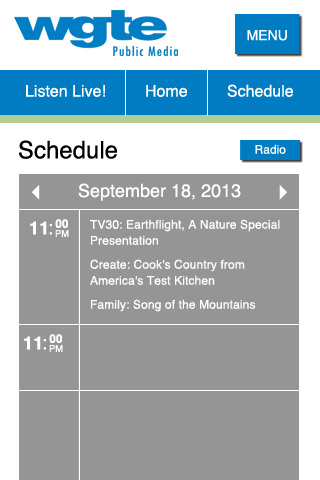 wgte
Public Media
MENU
Listen Live!
Home
Schedule
Schedule
Radio
September 18, 2013
11:00 PM
TV30: Earthflight, A Nature Special
Presentation
Create: Cook's Country from
America's Test Kitchen
Family: Song of the Mountains
11:00 PM